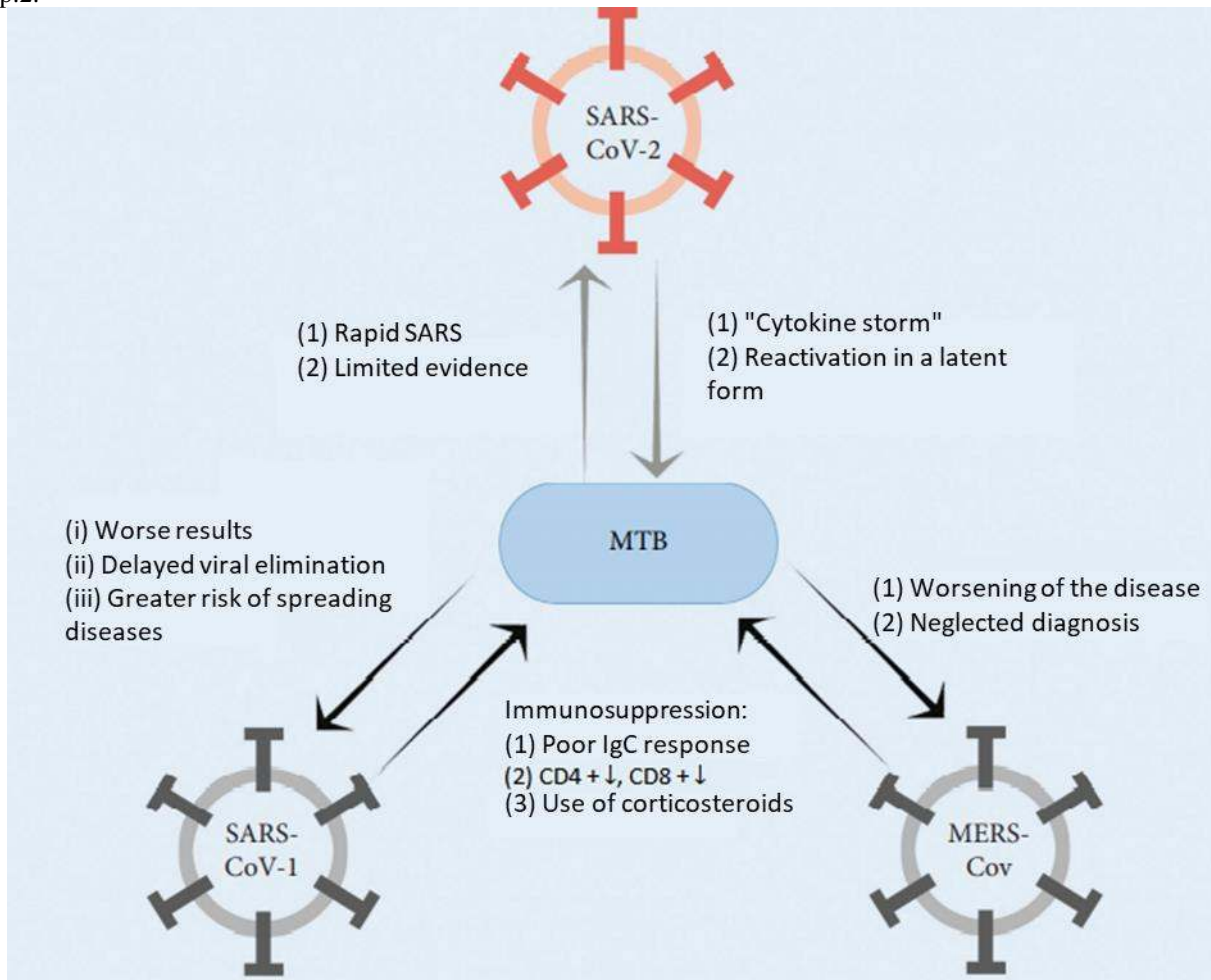 p.2.
SARS-
CoV-2
(1) Rapid SARS
(2) Limited evidence
(1) "Cytokine storm"
(2) Reactivation in a latent
form
MTB
(i) Worse results
(ii) Delayed viral elimination
(iii) Greater risk of spreading
diseases
(1) Worsening of the disease
(2) Neglected diagnosis
Immunosuppression:
(1) Poor IgC response
(2) CD4 +↓, CD8 +↓
(3) Use of corticosteroids
SARS-
CoV-1
MERS-
Cov